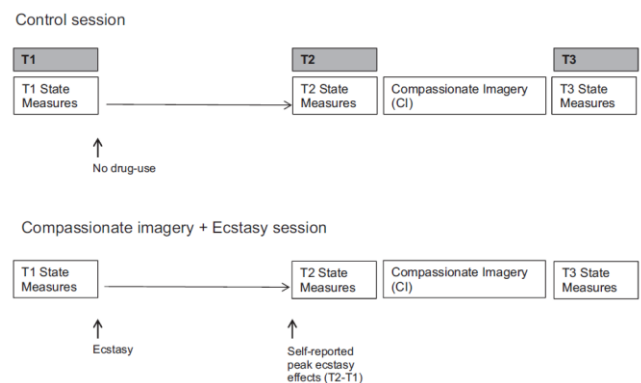 Control session
T1
T2
T3
T1 State
Measures
T2 State
Measures
Compassionate Imagery
(CI)
T3 State
Measures
No drug-use
Compassionate imagery + Ecstasy session
T1 State
Measures
T2 State
Measures
Compassionate Imagery
(CI)
T3 State
Measures
Ecstasy
Self-reported
peak ecstasy
effects (T2-T1)